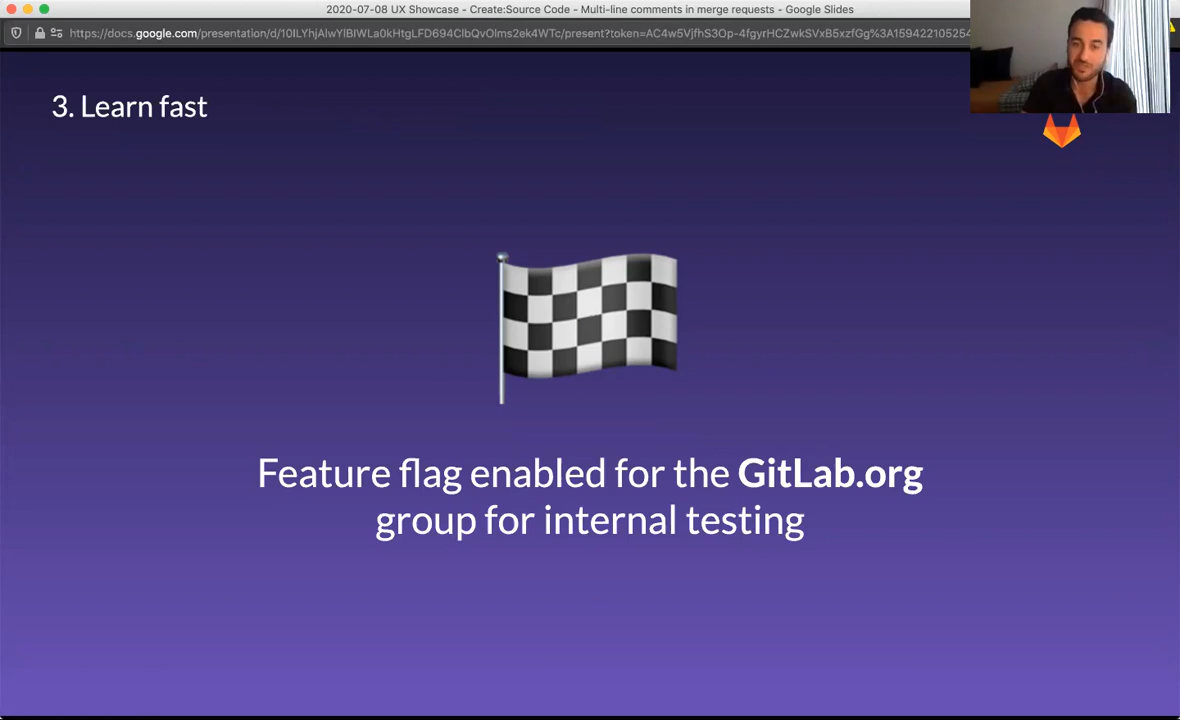 2020-07-08 UX Showcase - Create:Source Code - Multi-line comments in merge requests - Google Slides
3. Learn fast
Feature flag enabled for the GitLab.org
group for internal testing